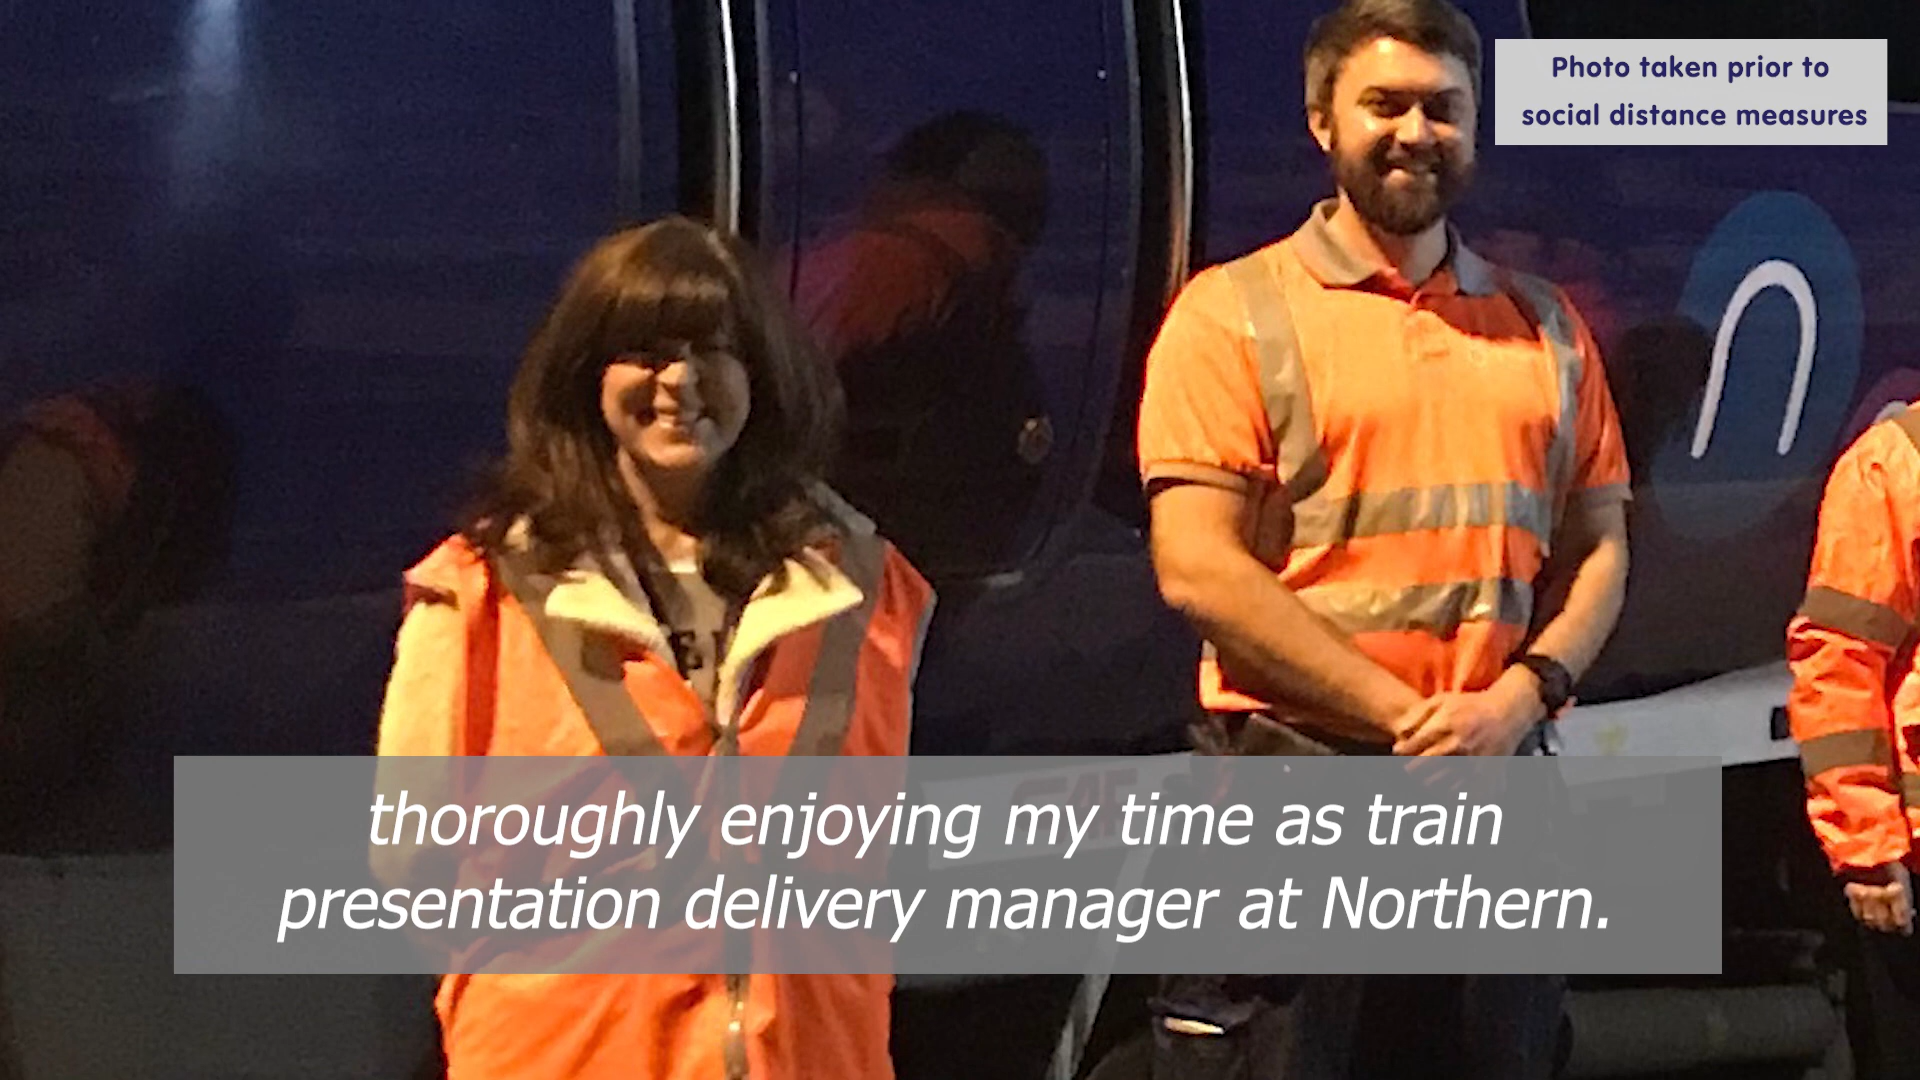 Photo taken prior to
social distance measures
n
thoroughly enjoying my time as train
presentation delivery manager at Northern.